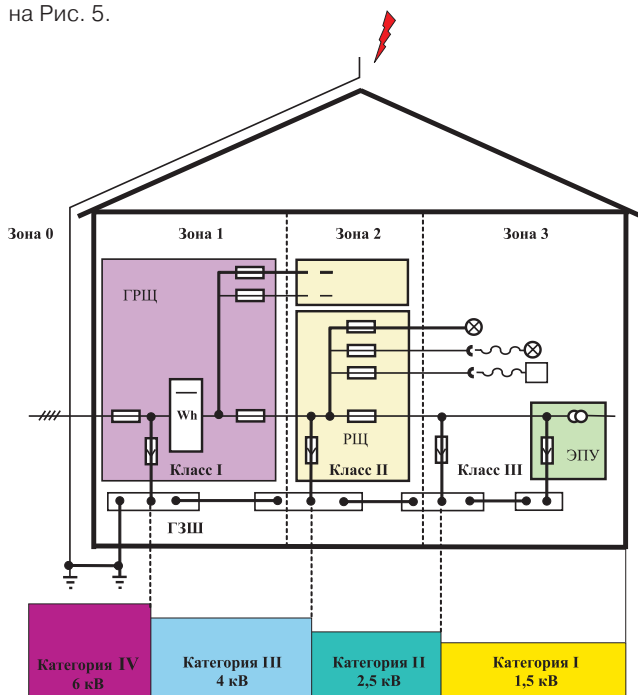 на Рис. 5.
Зона 0
Зона 1
Зона 2
Зона 3
ГРЩ
Wh
РЩ
ЭПУ
Класс I
Класс II
Класс III
ГЗШ
Категория IV
6 кВ
Категория III
4 кВ
Категория II
2,5 кВ
Категория I
1,5 кВ